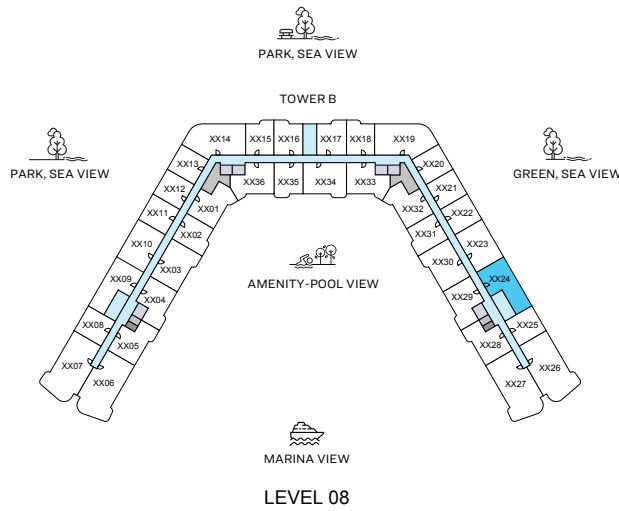 PARK, SEA VIEW
TOWER B
PARK, SEA VIEW
GREEN, SEA VIEW
XX14
XX15
XX16
XX17
XX18
XX19
XX13
XX36
XX35
XX34
XX33
XX20
XX12
XX01
XX32
XX21
XX11
XX02
XX31
XX22
XX10
XX03
XX30
XX23
XX09
XX04
XX29
XX24
XX08
XX05
XX28
XX25
XX07
XX06
XX27
XX26
AMENITY-POOL VIEW
MARINA VIEW
LEVEL 08